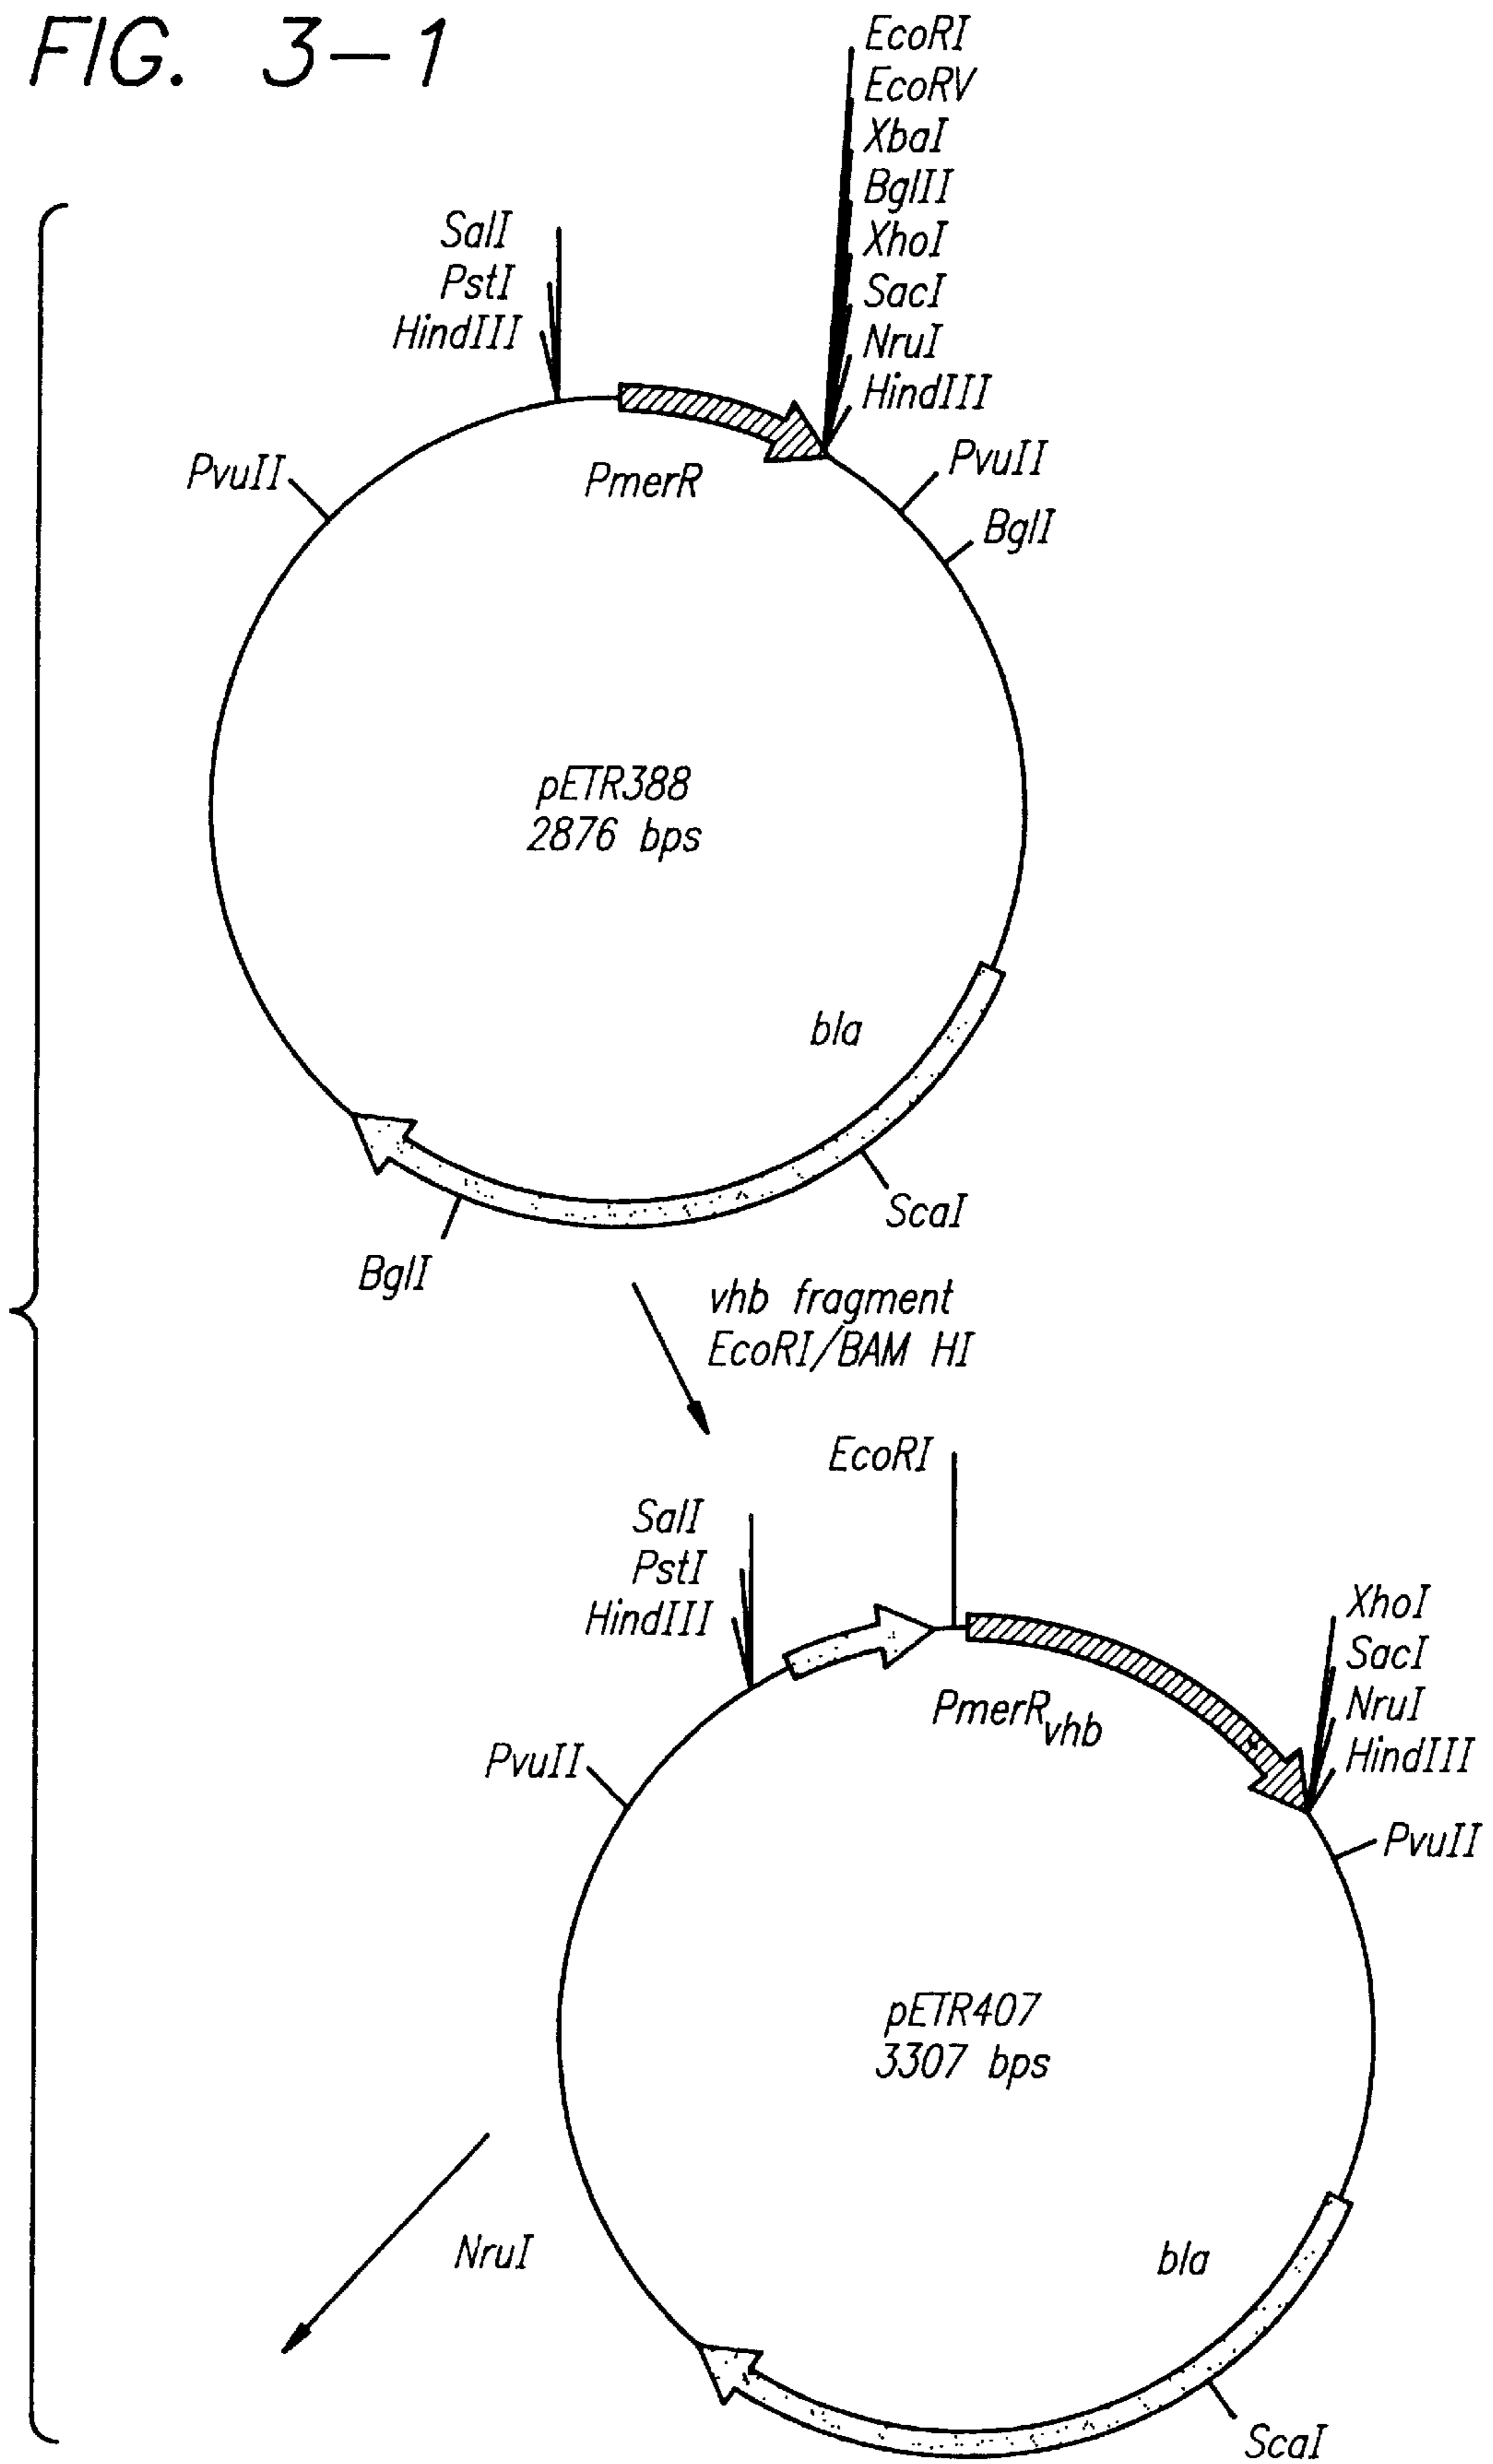 FIG. 3-1
EcoRI
EcoRV
XbaI
BglII
XhoI
SacI
NruI
HindIII
SalI
PstI
HindIII
PvuII
PmerR
PvuII
BglI
pETR388
2876 bps
bla
ScaI
BglI
vhb fragment
EcoRI/BAM HI
EcoRI
SalI
PstI
HindIII
XhoI
SacI
NruI
HindIII
PmerRvhb
PvuII
PvuII
pETR407
3307 bps
NruI
bla
ScaI